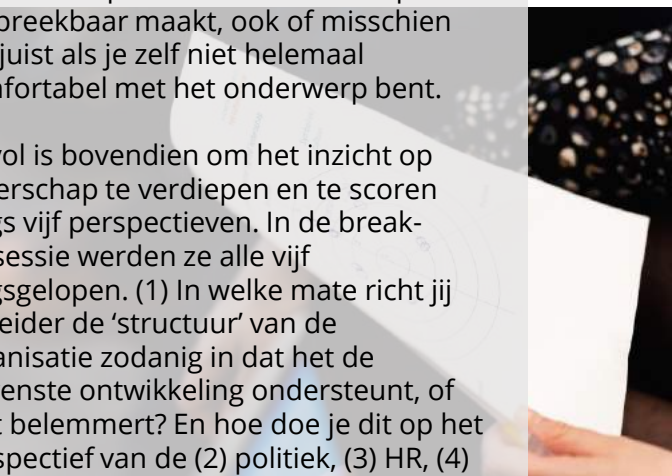 preekbaar maakt, ook of misschien
juist als je zelf niet helemaal
fortabel met het onderwerp bent.
vol is bovendien om het inzicht op
erschap te verdiepen en te scoren
s vijf perspectieven. In de break-
sessie werden ze alle vijf
gsgelopen. (1) In welke mate richt jij
eider de ‘structuur’ van de
anisatie zodanig in dat het de
enste ontwikkeling ondersteunt, of
t belemmert? En hoe doe je dit op het
spectief van de (2) politiek, (3) HR, (4)